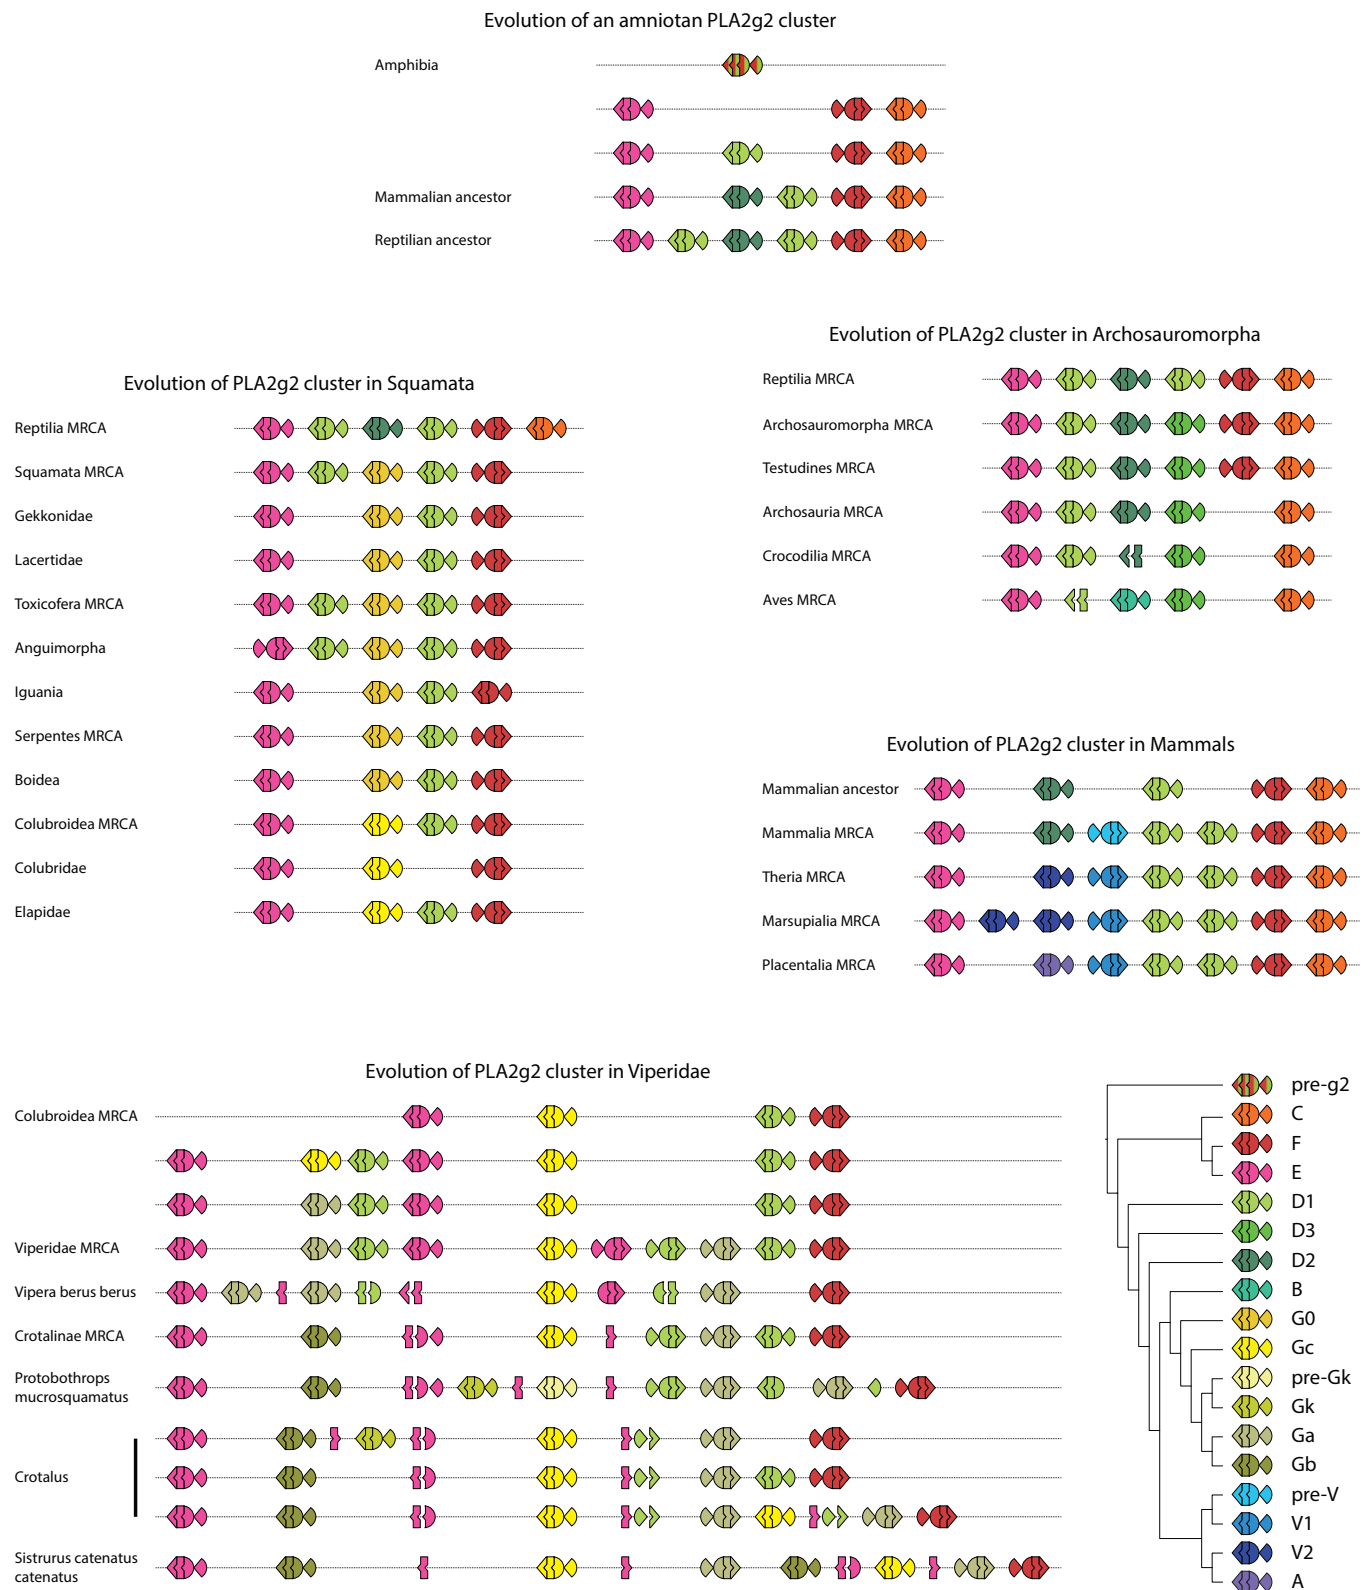 Evolution of an amniotan PLA2g2 cluster
Amphibia
Mammalian ancestor
Reptilian ancestor
Evolution of PLA2g2 cluster in Squamata
Reptilia MRCA
Squamata MRCA
Gekkonidae
Lacertidae
Toxicofera MRCA
Anguimorpha
Iguania
Serpentes MRCA
Boidea
Colubroidea MRCA
Colubridae
Elapidae
Evolution of PLA2g2 cluster in Archosauromorpha
Reptilia MRCA
Archosauromorpha MRCA
Testudines MRCA
Archosauria MRCA
Crocodilia MRCA
Aves MRCA
Evolution of PLA2g2 cluster in Mammals
Mammalian ancestor
Mammalia MRCA
Theria MRCA
Marsupialia MRCA
Placentalia MRCA
Evolution of PLA2g2 cluster in Viperidae
Colubroidea MRCA
Viperidae MRCA
Vipera berus berus
Crotalinae MRCA
Protobothrops
mucrosquamatus
Crotalus
Sistrurus catenatus
catenatus
pre-g2
C
F
E
D1
D3
D2
B
G0
Gc
pre-Gk
Gk
Ga
Gb
pre-V
V1
V2
A